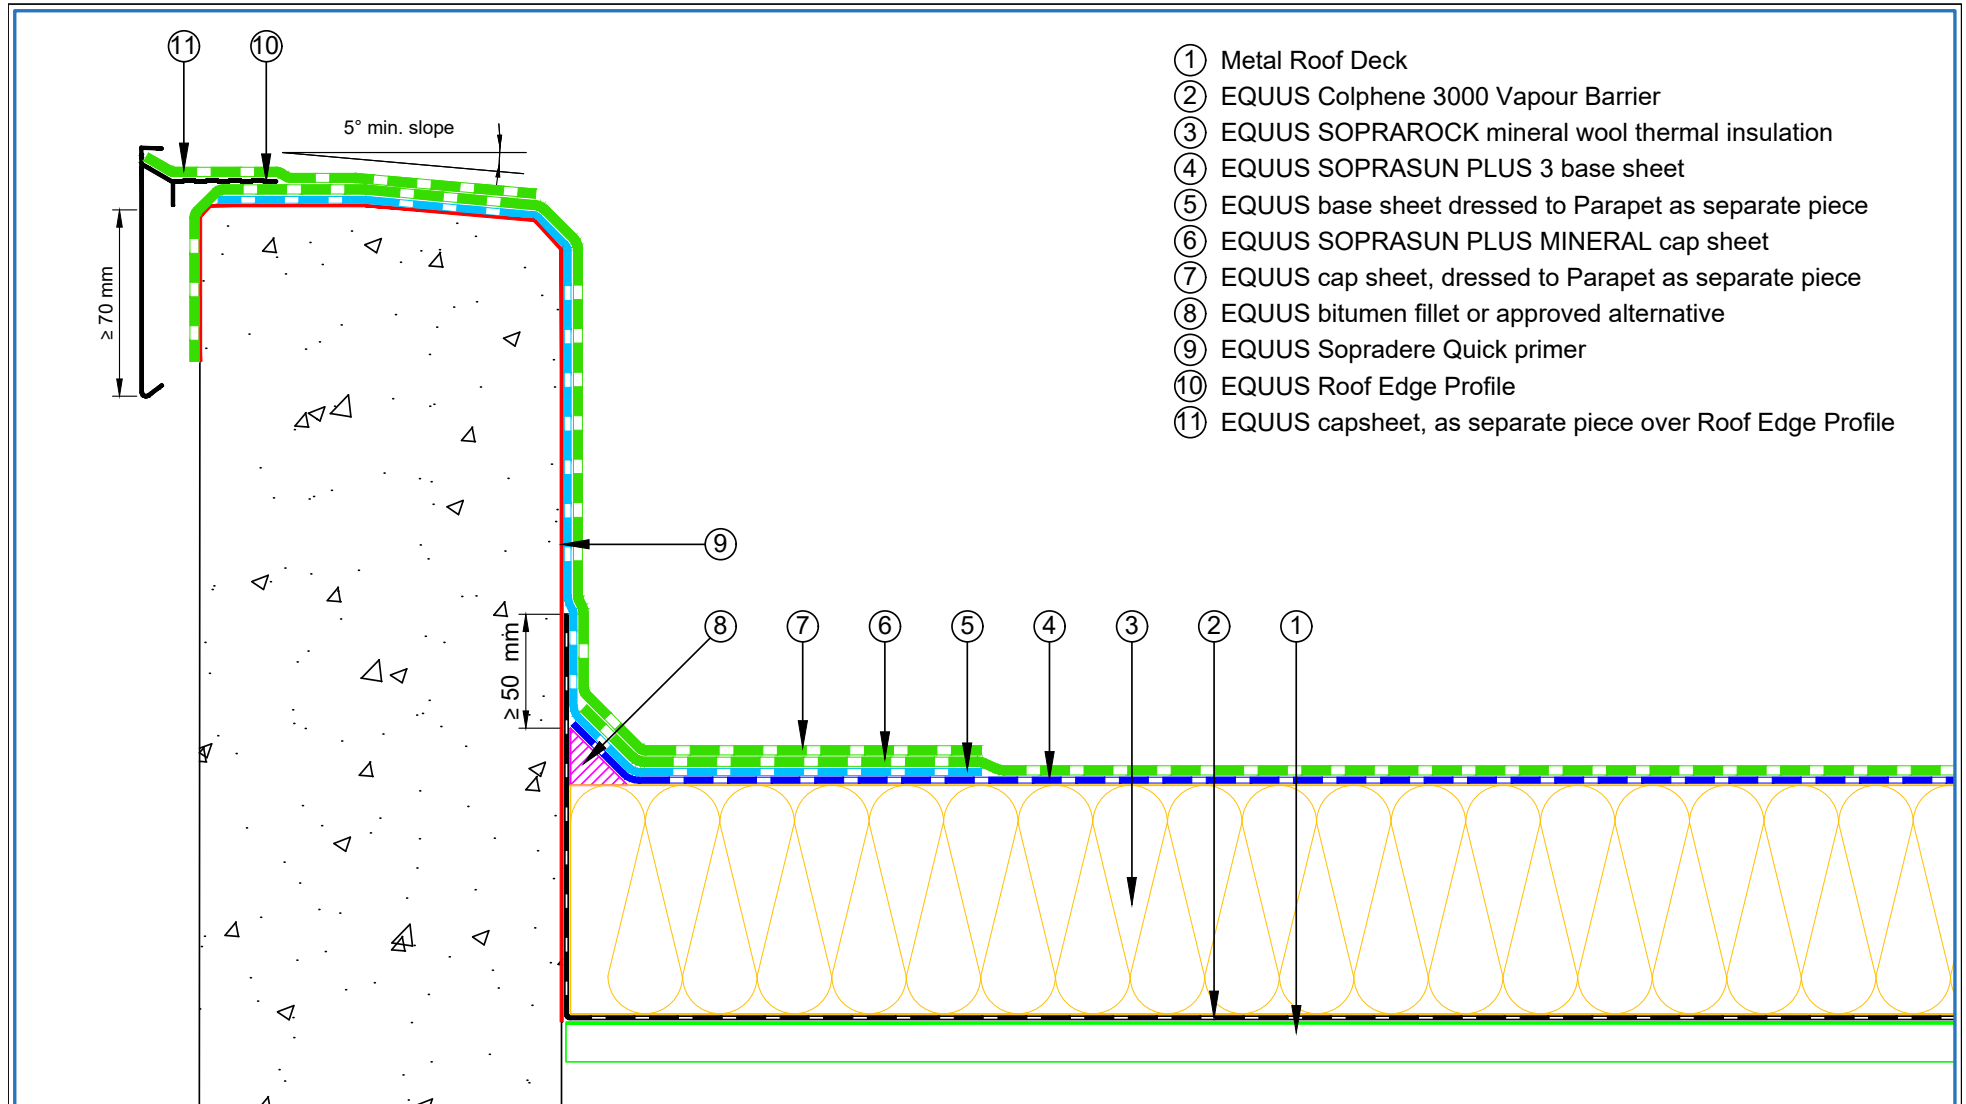 11 10
5° min. slope
≥ 70 mm
1 Metal Roof Deck
2 EQUUS Colphene 3000 Vapour Barrier
3 EQUUS SOPRAROCK mineral wool thermal insulation
4 EQUUS SOPRASUN PLUS 3 base sheet
5 EQUUS base sheet dressed to Parapet as separate piece
6 EQUUS SOPRASUN PLUS MINERAL cap sheet
7 EQUUS cap sheet, dressed to Parapet as separate piece
8 EQUUS bitumen fillet or approved alternative
9 EQUUS Sopradere Quick primer
10 EQUUS Roof Edge Profile
11 EQUUS capsheet, as separate piece over Roof Edge Profile
9
≥ 50 mm
8 7 6 5 4 3 2 1